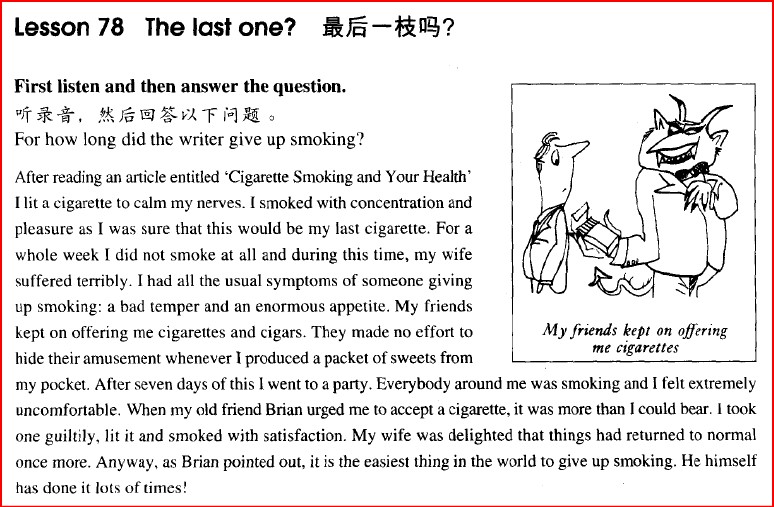 Lesson 78 The last one? 最后一枝吗?
First listen and then answer the question.
听录音，然后回答以下问题。
For how long did the writer give up smoking?
After reading an article entitled ‘Cigarette Smoking and Your Health’
I lit a cigarette to calm my nerves. I smoked with concentration and
pleasure as I was sure that this would be my last cigarette. For a
whole week I did not smoke at all and during this time, my wife
suffered terribly. I had all the usual symptoms of someone giving
up smoking: a bad temper and an enormous appetite. My friends
kept on offering me cigarettes and cigars. They made no effort to
hide their amusement whenever I produced a packet of sweets from
my pocket. After seven days of this I went to a party. Everybody around me was smoking and I felt extremely
uncomfortable. When my old friend Brian urged me to accept a cigarette, it was more than I could bear. I took
one guiltily, lit it and smoked with satisfaction. My wife was delighted that things had returned to normal
once more. Anyway, as Brian pointed out, it is the easiest thing in the world to give up smoking. He himself
has done it lots of times!
My friends kept on offering
me cigarettes